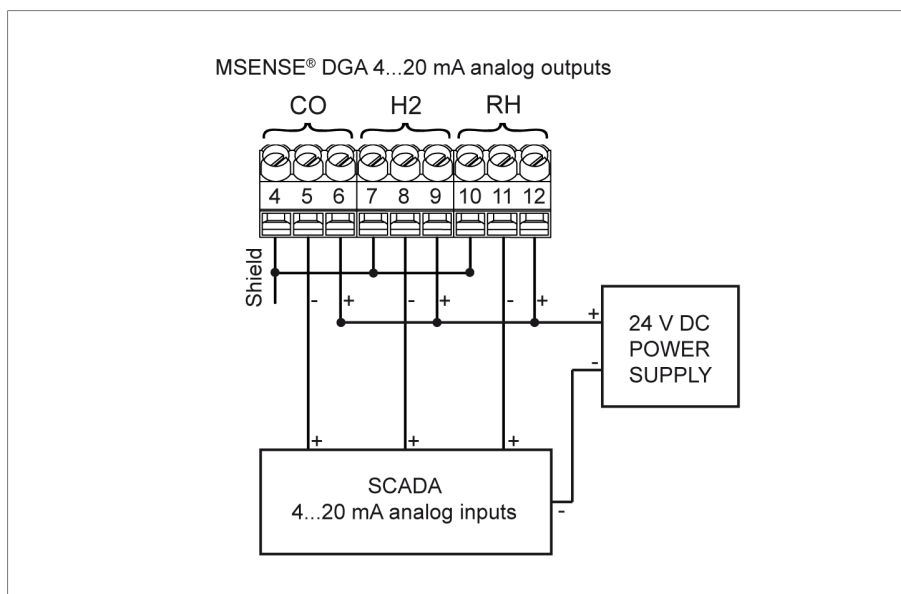 MSENSE® DGA 4...20 mA analog outputs
CO H2 RH
4 5 6 7 8 9 10 11 12
Shield
- + - + - +
+
-
24 V DC
POWER
SUPPLY
+ + +
SCADA
4...20 mA analog inputs
-